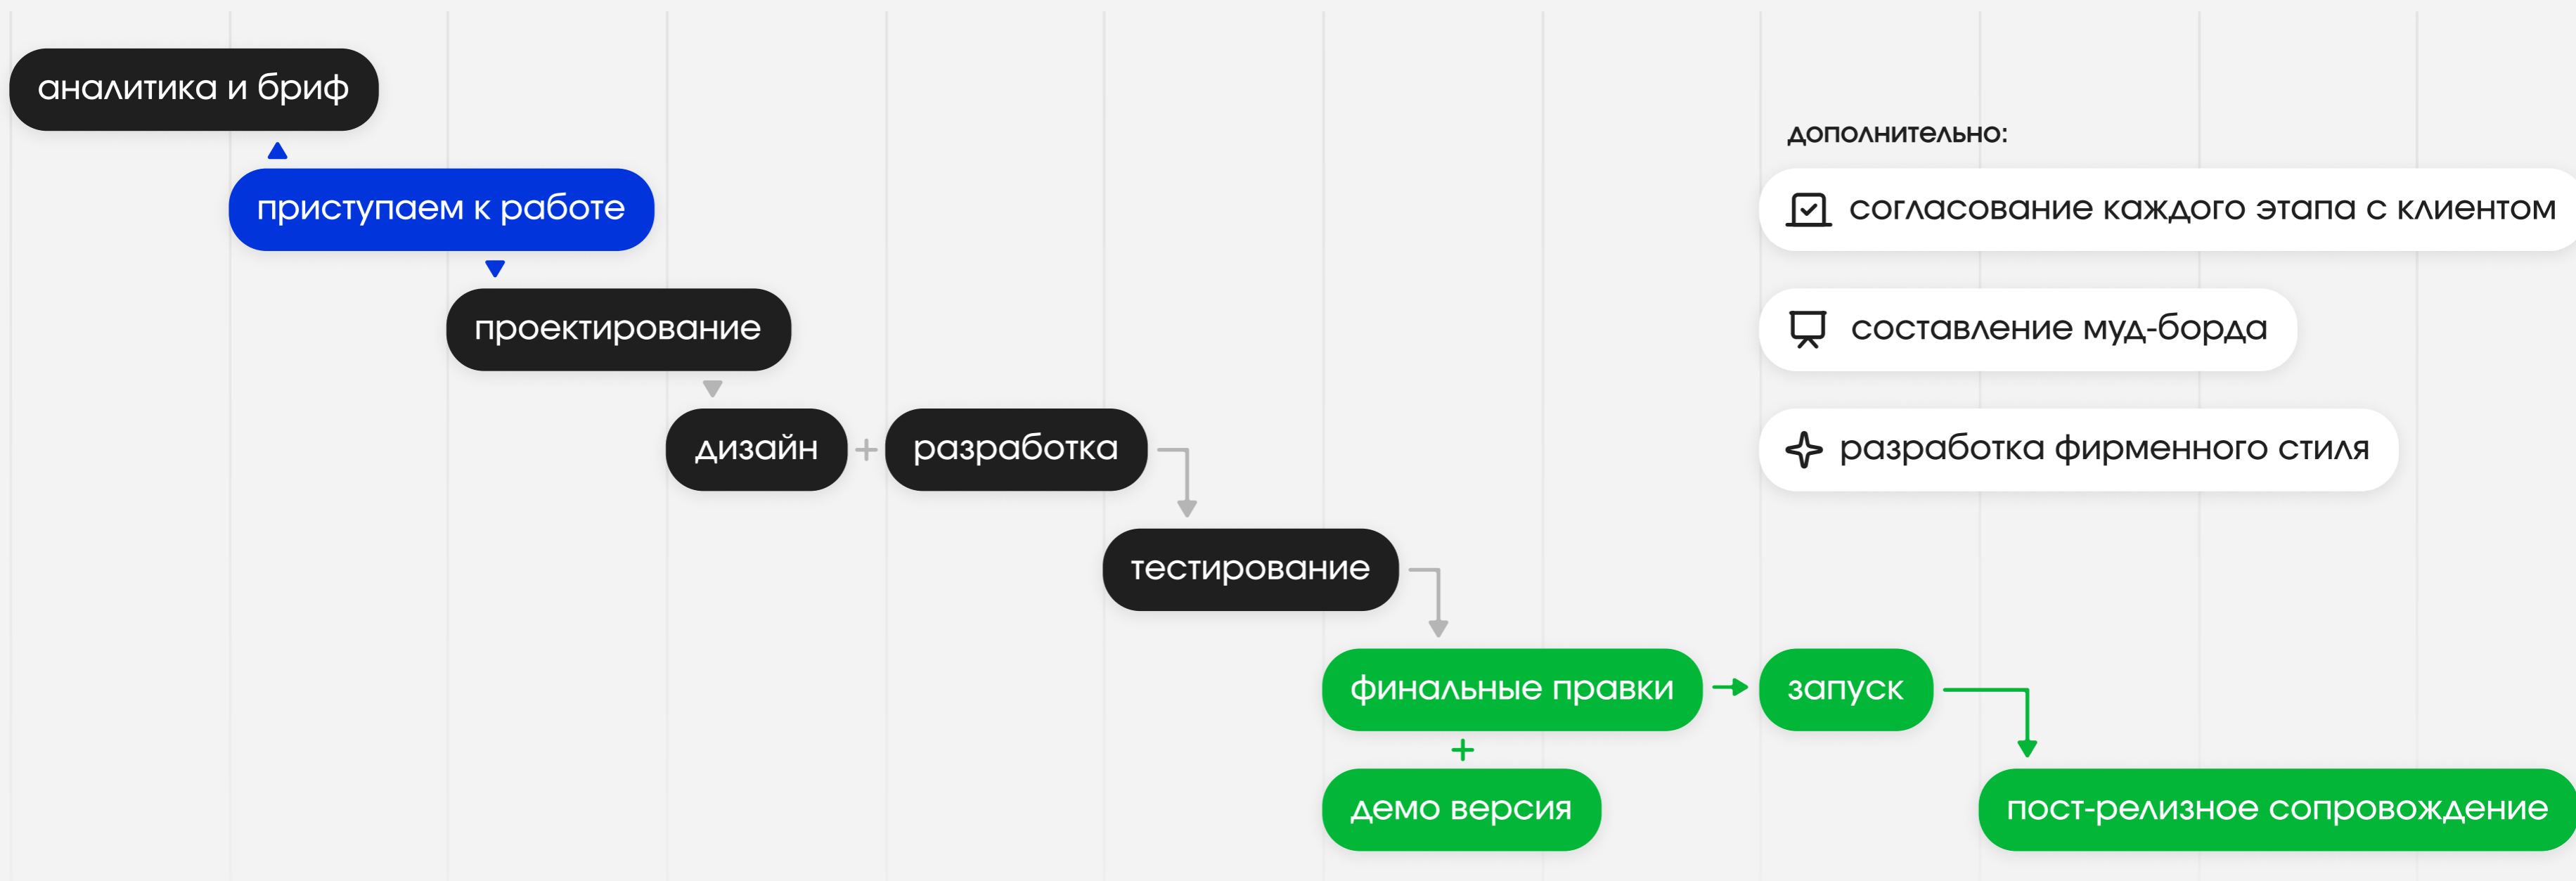 аналитика и бриф
приступаем к работе
проектирование
дизайн + разработка
тестирование
финальные правки
+
демо версия
запуск
пост-релизное сопровождение
дополнительно:
согласование каждого этапа с клиентом
составление муд-борда
разработка фирменного стиля